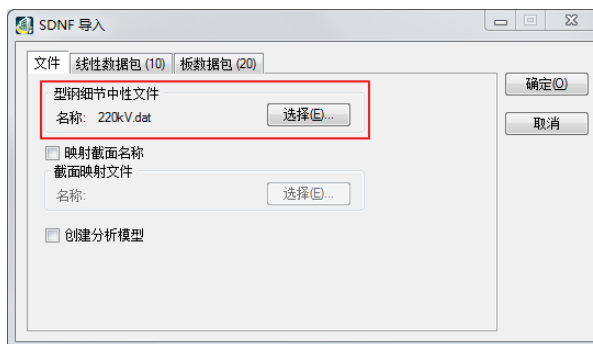 SDNF 导入
文件 线性数据包 (10) 板数据包 (20)
型钢细节中性文件
名称: 220kV.dat 选择(E)...
映射截面名称
截面映射文件
名称: 选择(E)...
创建分析模型
确定(O)
取消